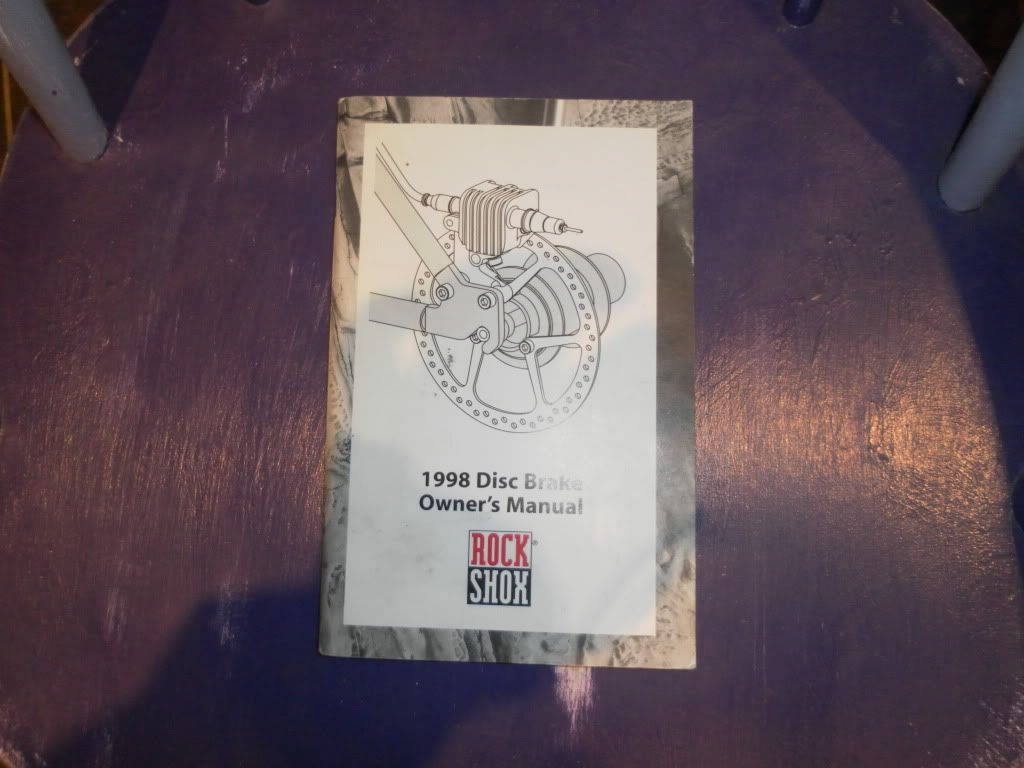 1998 Disc Brake
Owner's Manual
ROCK®
SHOX